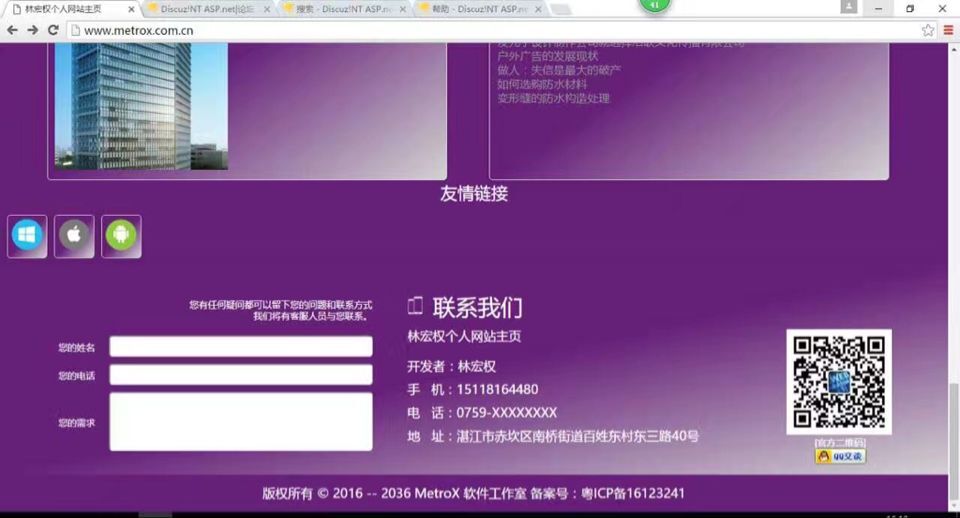 林宏权个人网站主页
Discuz!NT ASP.net|论坛
搜索 - Discuz!NT ASP.ne
帮助 - Discuz!NT ASP.ne
41
www.metrox.com.cn
户外广告的发展现状
做人：失信是最大的破产
如何选购防水材料
变形缝的防水构造处理
友情链接
您有任何疑问都可以留下您的问题和联系方式
我们将有客服人员与您联系。
您的姓名
您的电话
您的需求
联系我们
林宏权个人网站主页
开发者：林宏权
手 机：15118164480
电 话：0759-XXXXXXXX
地 址：湛江市赤坎区南桥街道百姓东村东三路40号
[官方二维码]
QQ交谈
版权所有 © 2016 -- 2036 MetroX 软件工作室 备案号：粤ICP备16123241